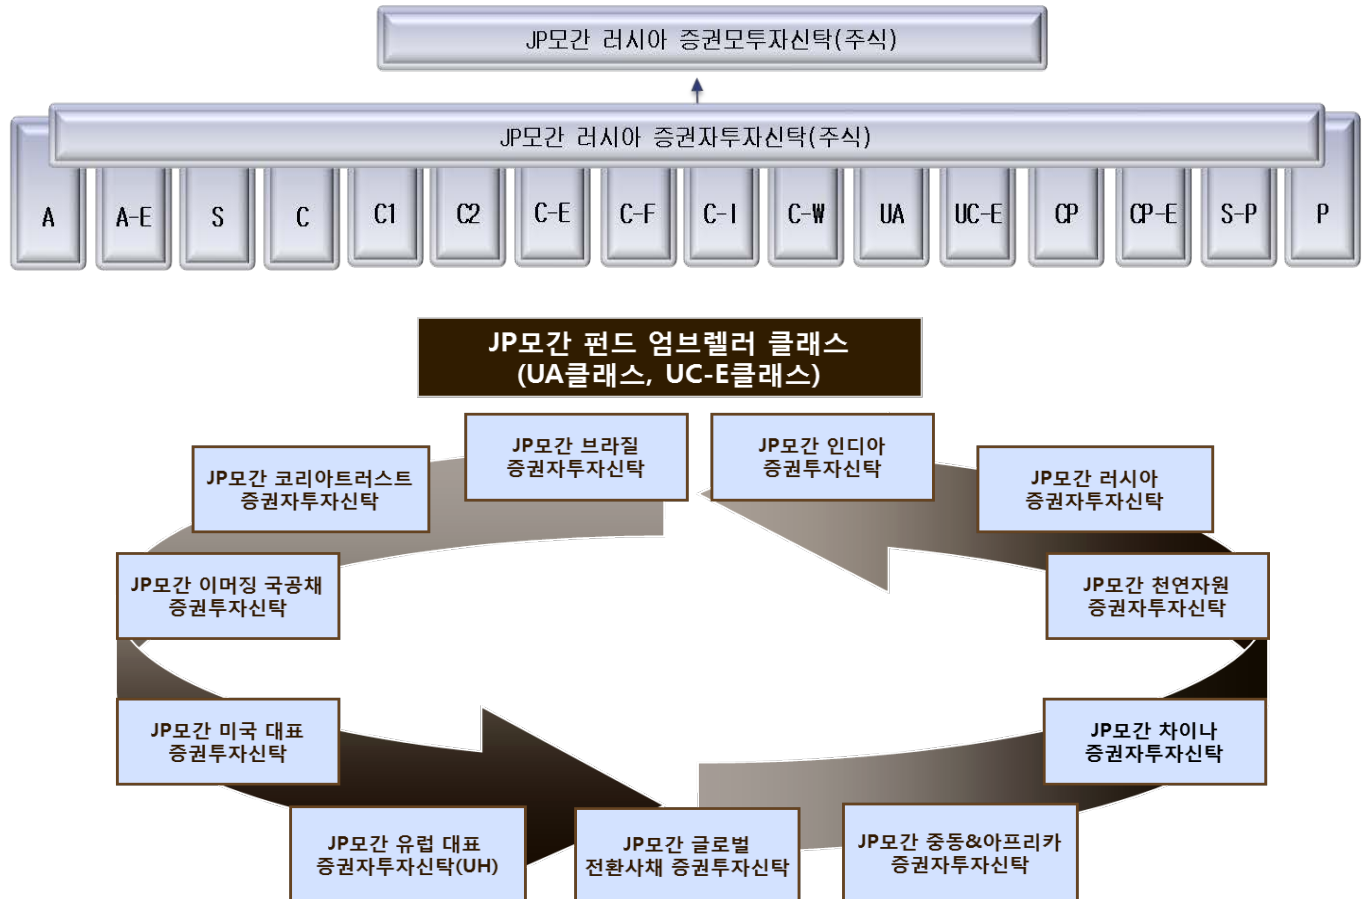 JP모간 러시아 증권모투자신탁(주식)
JP모간 러시아 증권자투자신탁(주식)
A A-E S C C1 C2 C-E C-F C-I C-W UA UC-E CP CP-E S-P P
JP모간 펀드 엄브렐러 클래스
(UA클래스, UC-E클래스)
JP모간 브라질
증권자투자신탁
JP모간 인디아
증권투자신탁
JP모간 코리아트러스트
증권자투자신탁
JP모간 러시아
증권자투자신탁
JP모간 이머징 국공채
증권투자신탁
JP모간 천연자원
증권자투자신탁
JP모간 미국 대표
증권투자신탁
JP모간 차이나
증권자투자신탁
JP모간 유럽 대표
증권자투자신탁(UH)
JP모간 글로벌
전환사채 증권투자신탁
JP모간 중동&아프리카
증권자투자신탁